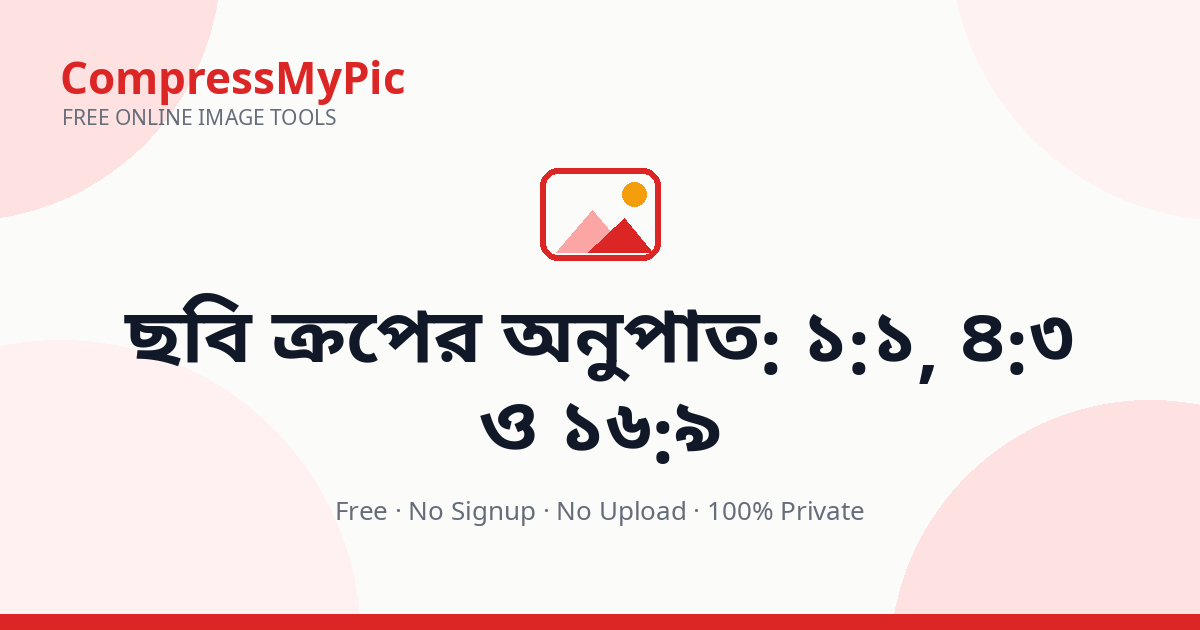 CompressMyPic
FREE ONLINE IMAGE TOOLS
ছবি ক্রপের অনুপাত: ১:১, ৪:৩
ও ১৬:৯
Free · No Signup · No Upload · 100% Private